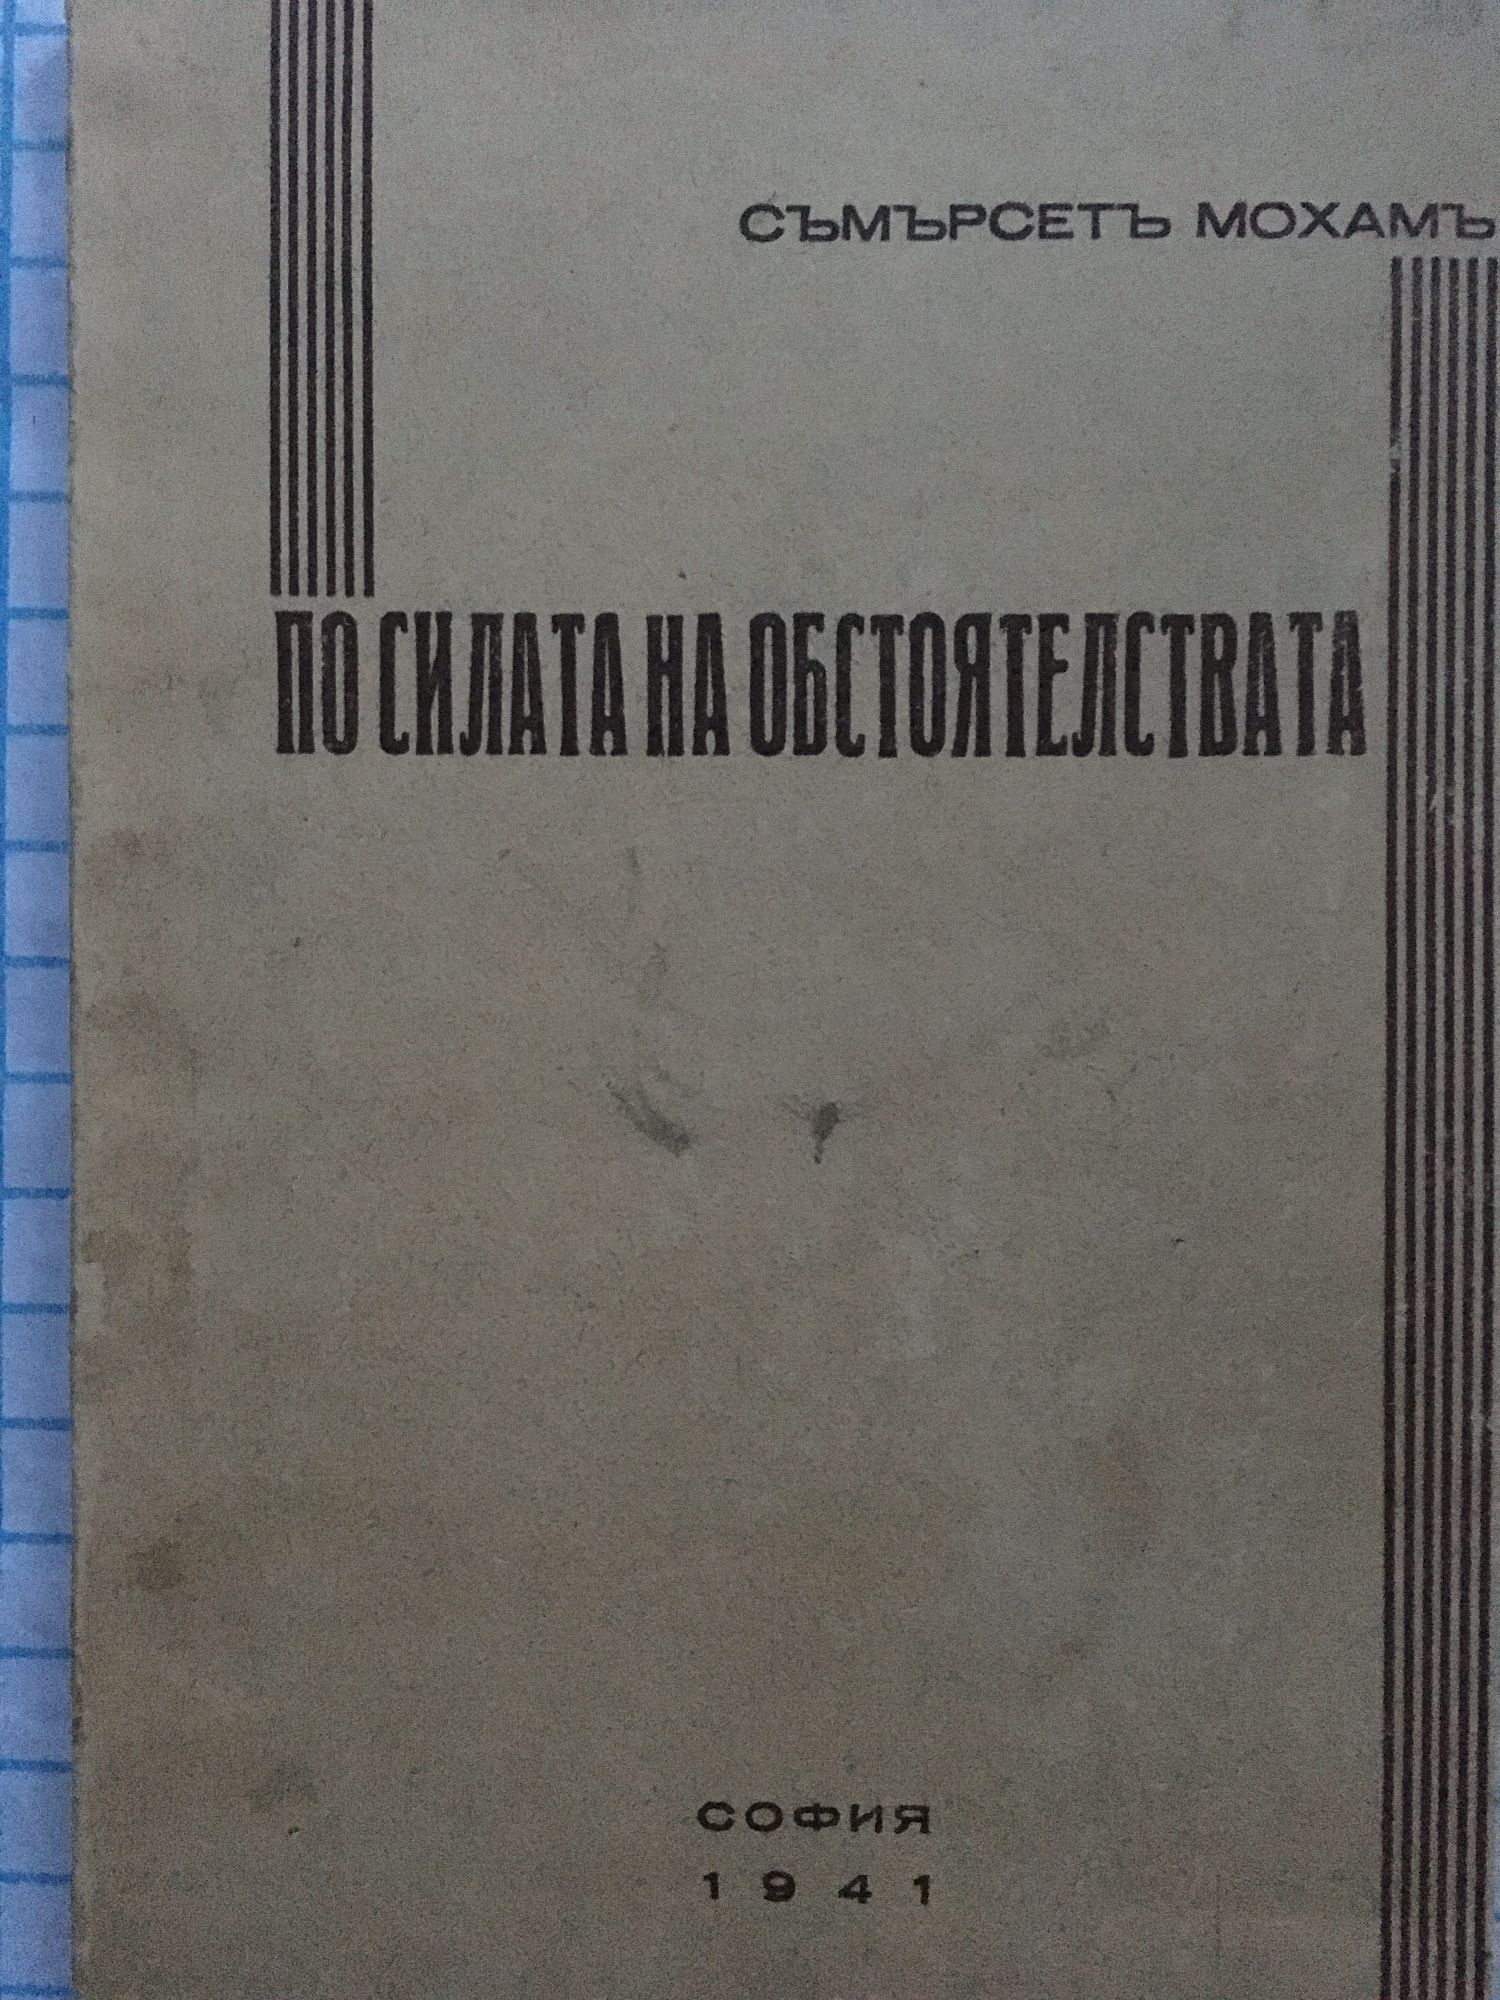 СЪМЪРСЕТЪ МОХАМЪ
ПО СИЛАТА НА ОБСТОЯТЕЛСТВАТА
СОФИЯ
1941